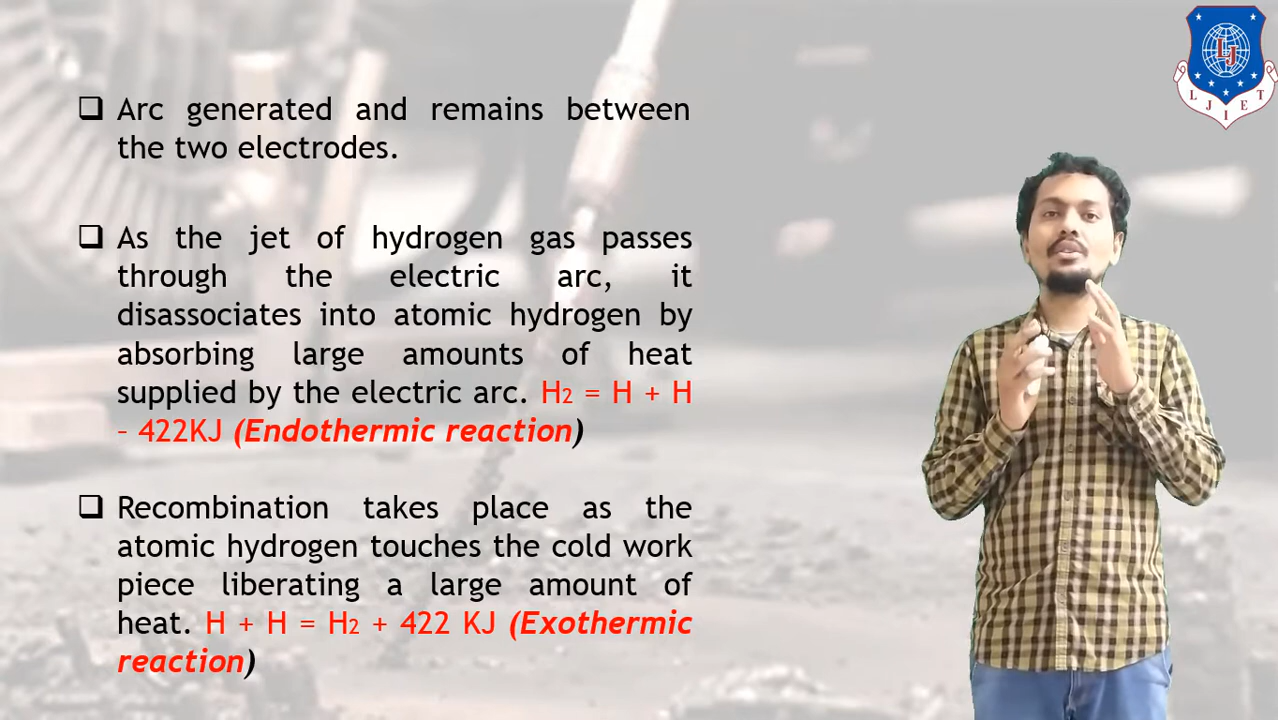 ❑ Arc generated and remains between
the two electrodes.
❑ As the jet of hydrogen gas passes
through the electric arc, it
disassociates into atomic hydrogen by
absorbing large amounts of heat
supplied by the electric arc. H2 = H + H
– 422KJ (Endothermic reaction)
❑ Recombination takes place as the
atomic hydrogen touches the cold work
piece liberating a large amount of
heat. H + H = H2 + 422 KJ (Exothermic
reaction)
LJ
L J I E T